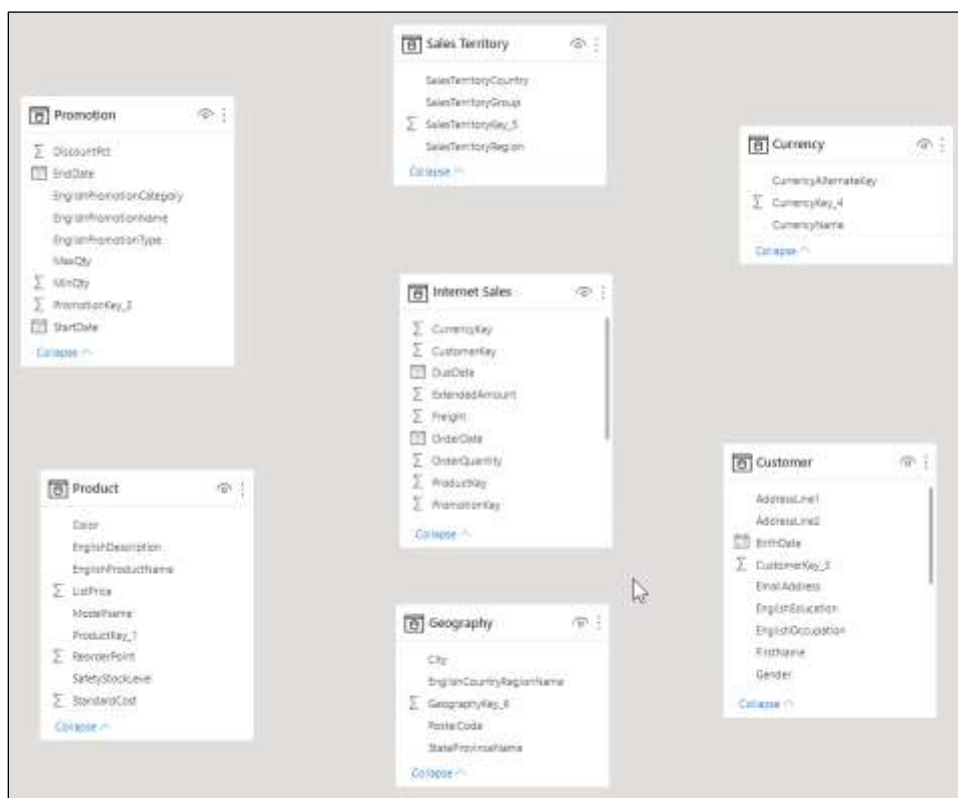 Sales Territory
SalesTerritoryCountry
SalesTerritoryGroup
SalesTerritoryKey_5
SalesTerritoryRegion
Collapse
Promotion
DiscountPct
EndDate
EnglishPromotionCategory
EnglishPromotionName
EnglishPromotionType
MaxQty
MinQty
PromotionKey_2
StartDate
Collapse
Currency
CurrencyAlternateKey
CurrencyKey_4
CurrencyName
Collapse
Internet Sales
CurrencyKey
CustomerKey
DueDate
ExtendedAmount
Freight
OrderDate
OrderQuantity
ProductKey
PromotionKey
Collapse
Product
Color
EnglishDescription
EnglishProductName
ListPrice
ModelName
ProductKey_1
ReorderPoint
SafetyStockLevel
StandardCost
Collapse
Customer
AddressLine1
AddressLine2
BirthDate
CustomerKey_3
EmailAddress
EnglishEducation
EnglishOccupation
FirstName
Gender
Collapse
Geography
City
EnglishCountryRegionName
GeographyKey_6
PostalCode
StateProvinceName
Collapse